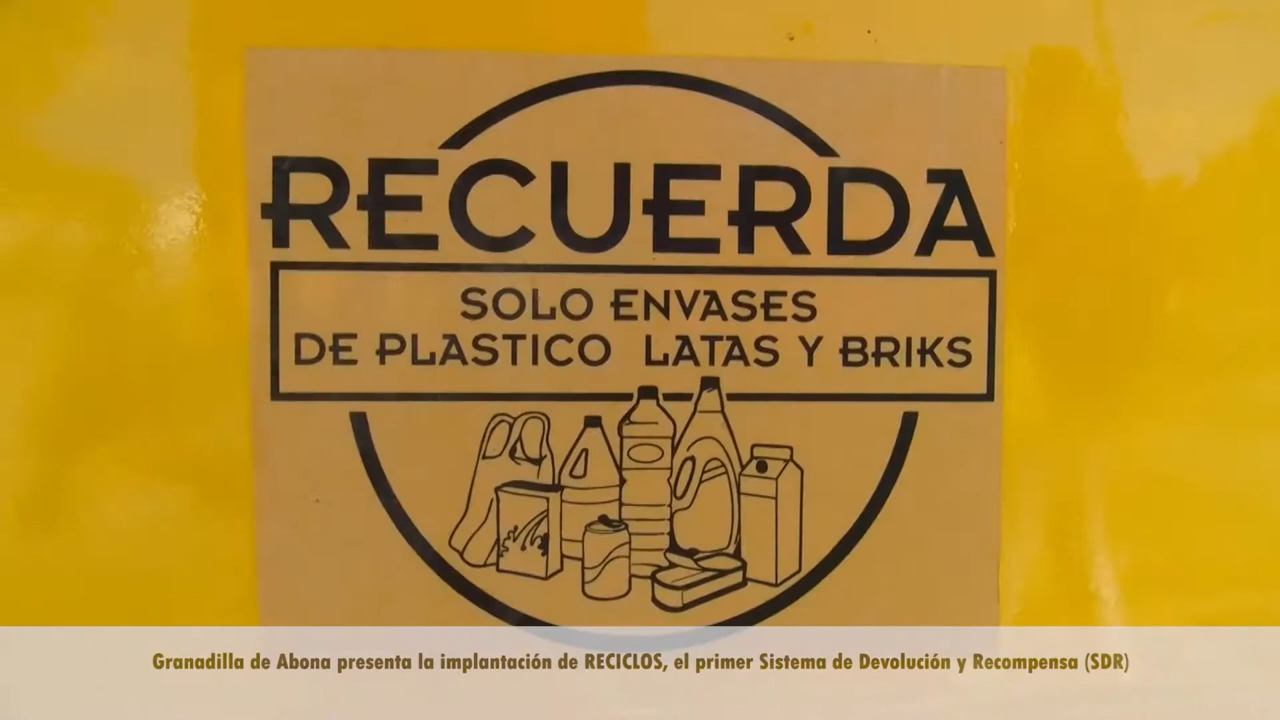 RECUERDA
SOLO ENVASES
DE PLASTICO LATAS Y BRIKS
Granadilla de Abona presenta la implantación de RECICLOS, el primer Sistema de Devolución y Recompensa (SDR)